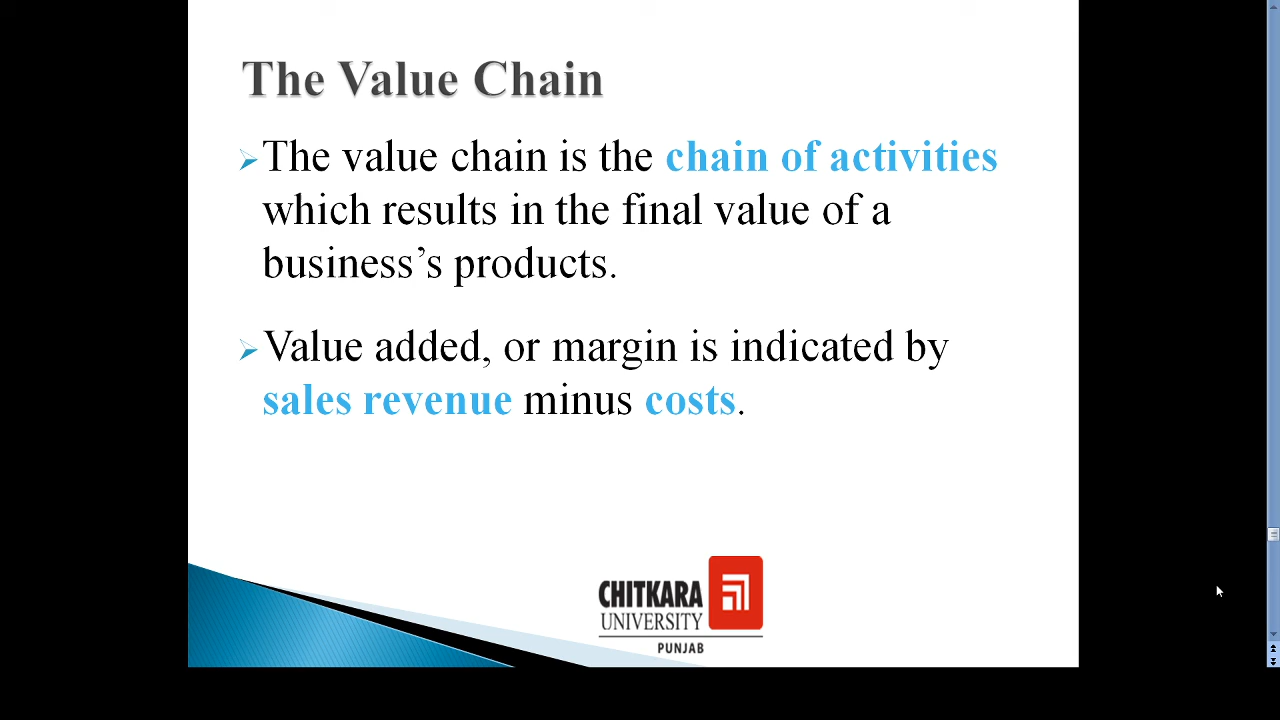 The Value Chain
The value chain is the chain of activities
which results in the final value of a
business’s products.
Value added, or margin is indicated by
sales revenue minus costs.
CHITKARA
UNIVERSITY
PUNJAB